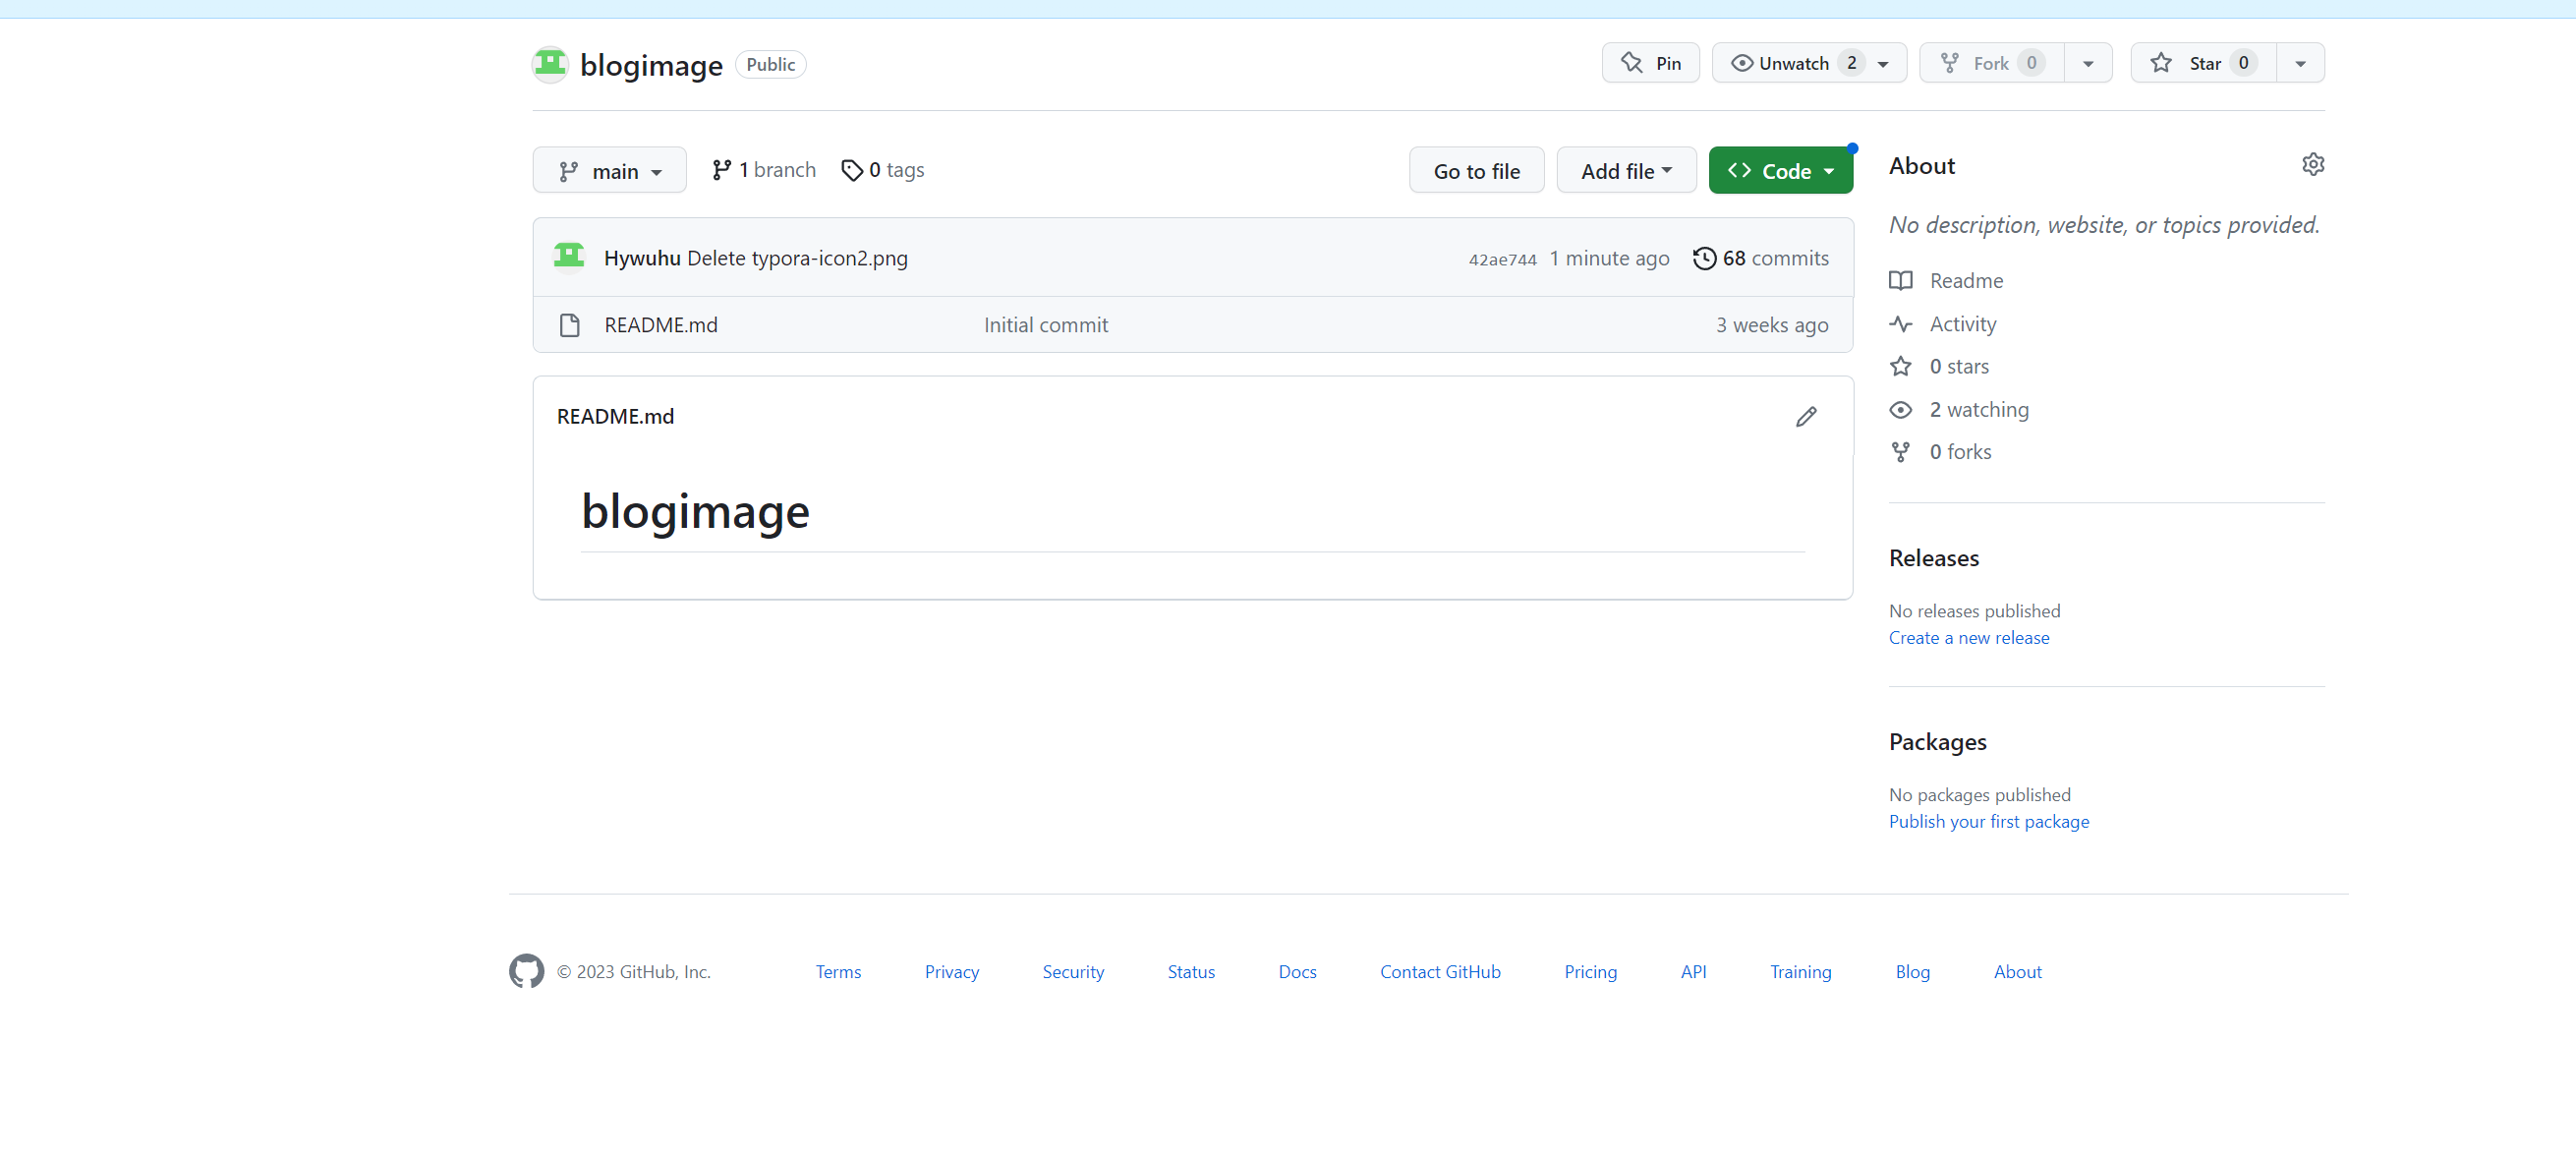 blogimage Public Pin Unwatch 2 Fork 0 Star 0
main 1 branch 0 tags Go to file Add file Code
Hywuhu Delete typora-icon2.png 42ae744 1 minute ago 68 commits
README.md Initial commit 3 weeks ago
README.md
blogimage
About
No description, website, or topics provided.
Readme
Activity
0 stars
2 watching
0 forks
Releases
No releases published
Create a new release
Packages
No packages published
Publish your first package
© 2023 GitHub, Inc. Terms Privacy Security Status Docs Contact GitHub Pricing API Training Blog About